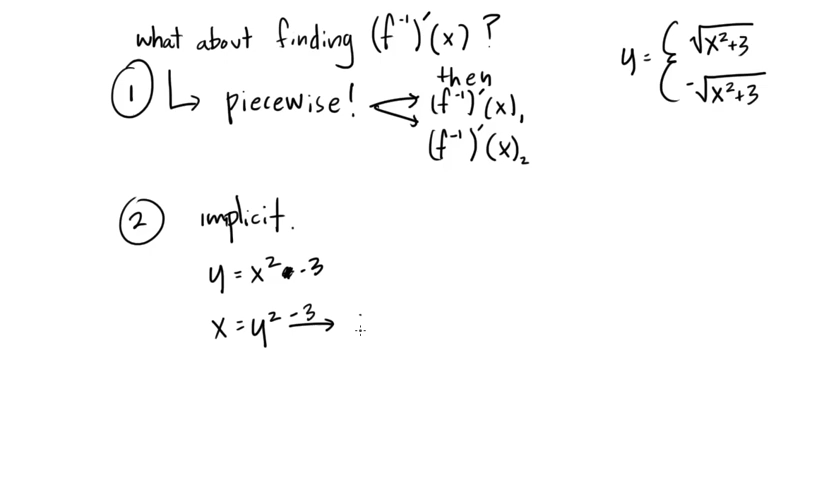 what about finding (f⁻¹)′(x)?
① ↳ piecewise! then
(f⁻¹)′(x)₁
(f⁻¹)′(x)₂
y = { √x²+3
-√x²+3
② implicit.
y = x² - 3
x = y² - 3 →